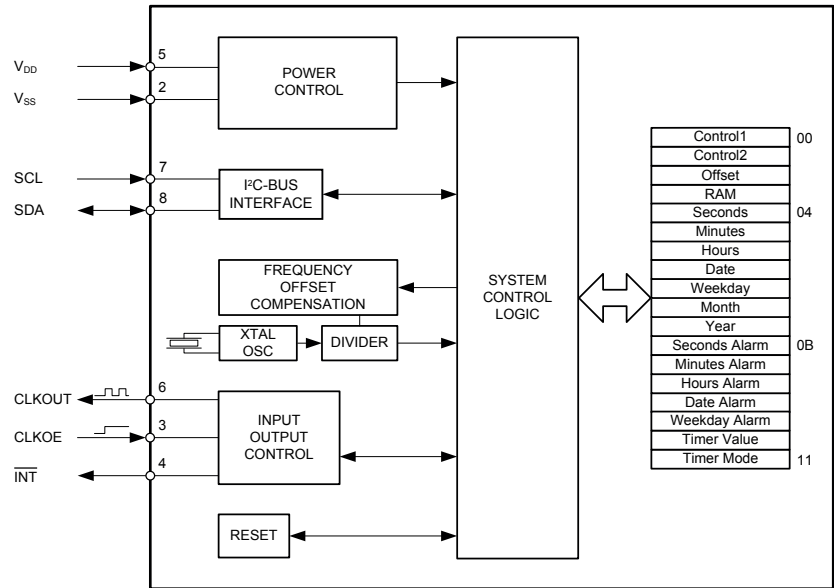 V_DD
5
V_SS
2
POWER
CONTROL
SCL
7
SDA
8
I²C-BUS
INTERFACE
FREQUENCY
OFFSET
COMPENSATION
XTAL
OSC
DIVIDER
CLKOUT
6
CLKOE
3
INT
4
INPUT
OUTPUT
CONTROL
RESET
SYSTEM
CONTROL
LOGIC
Control1 00
Control2
Offset
RAM
Seconds 04
Minutes
Hours
Date
Weekday
Month
Year
Seconds Alarm 0B
Minutes Alarm
Hours Alarm
Date Alarm
Weekday Alarm
Timer Value
Timer Mode 11